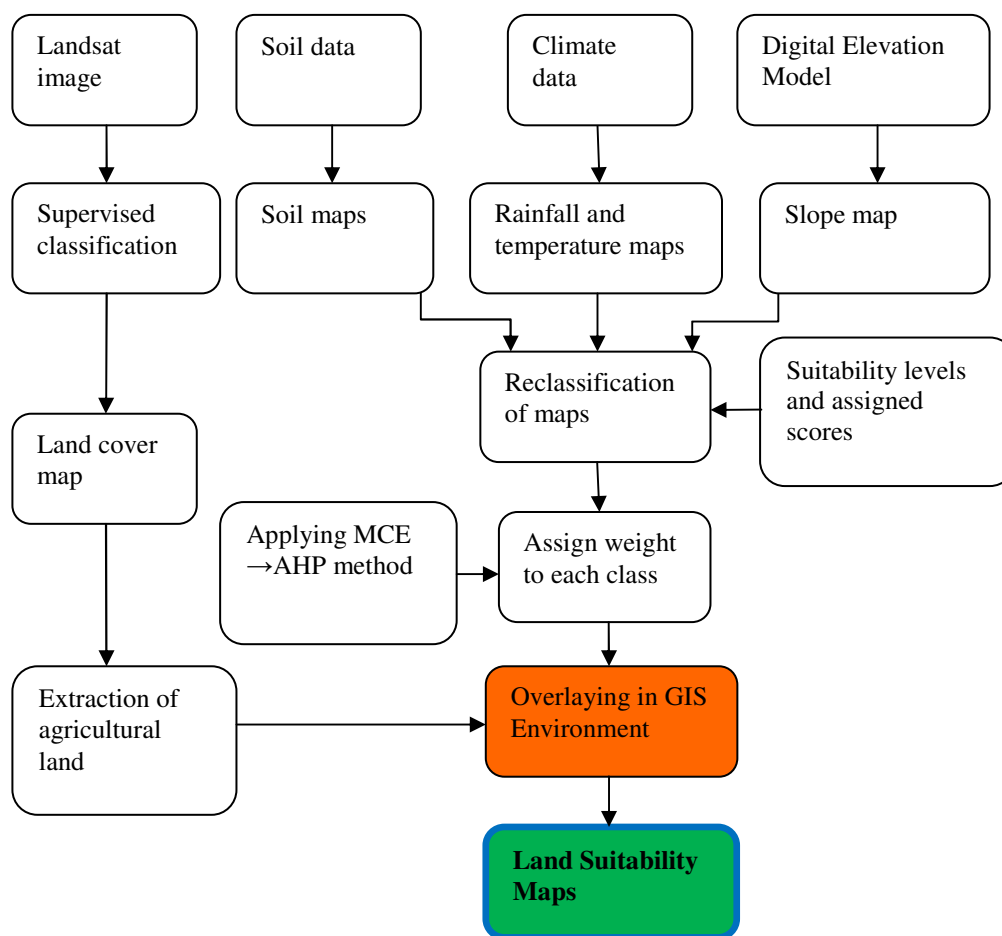 Landsat
image
Soil data
Climate
data
Digital Elevation
Model
Supervised
classification
Soil maps
Rainfall and
temperature maps
Slope map
Reclassification
of maps
Suitability levels
and assigned
scores
Land cover
map
Applying MCE
→AHP method
Assign weight
to each class
Extraction of
agricultural
land
Overlaying in GIS
Environment
Land Suitability
Maps